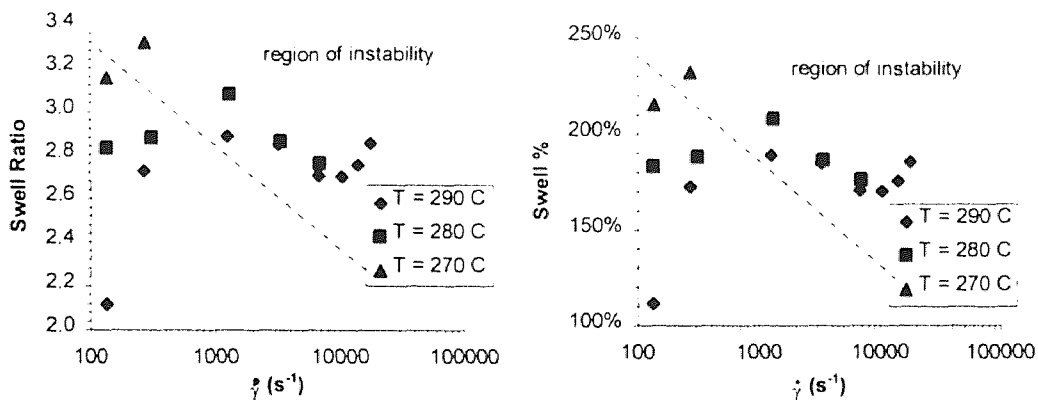 3 4
3.2
3.0
2.8
2.6
2.4
2.2
2.0
Swell Ratio
region of instability
T = 290 C
T = 280 C
T = 270 C
100
1000
10000
100000
γ̇ (s⁻¹)
250%
200%
150%
100%
Swell %
region of instability
T = 290 C
T = 280 C
T = 270 C
100
1000
10000
100000
γ̇ (s⁻¹)